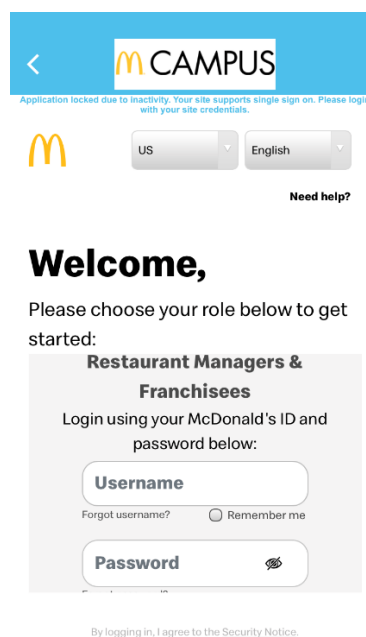 CAMPUS
Application locked due to inactivity. Your site supports single sign on. Please login
with your site credentials.
US
English
Need help?
Welcome,
Please choose your role below to get
started:
Restaurant Managers &
Franchisees
Login using your McDonald's ID and
password below:
Username
Forgot username?
Remember me
Password
By logging in, I agree to the Security Notice.